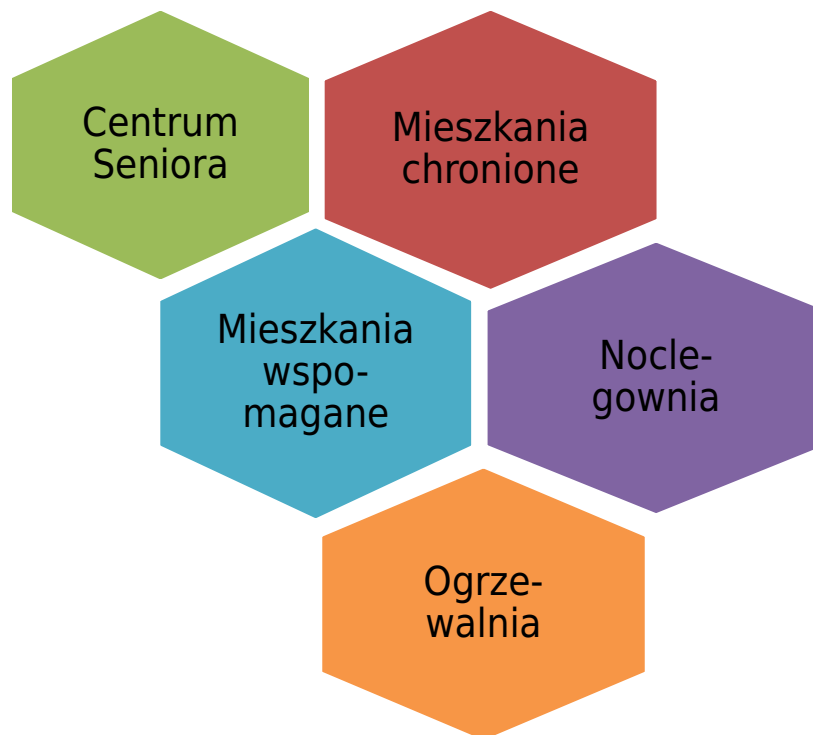 Centrum
Seniora
Mieszkania
chronione
Mieszkania
wspo-
magane
Nocle-
gownia
Ogrze-
walnia